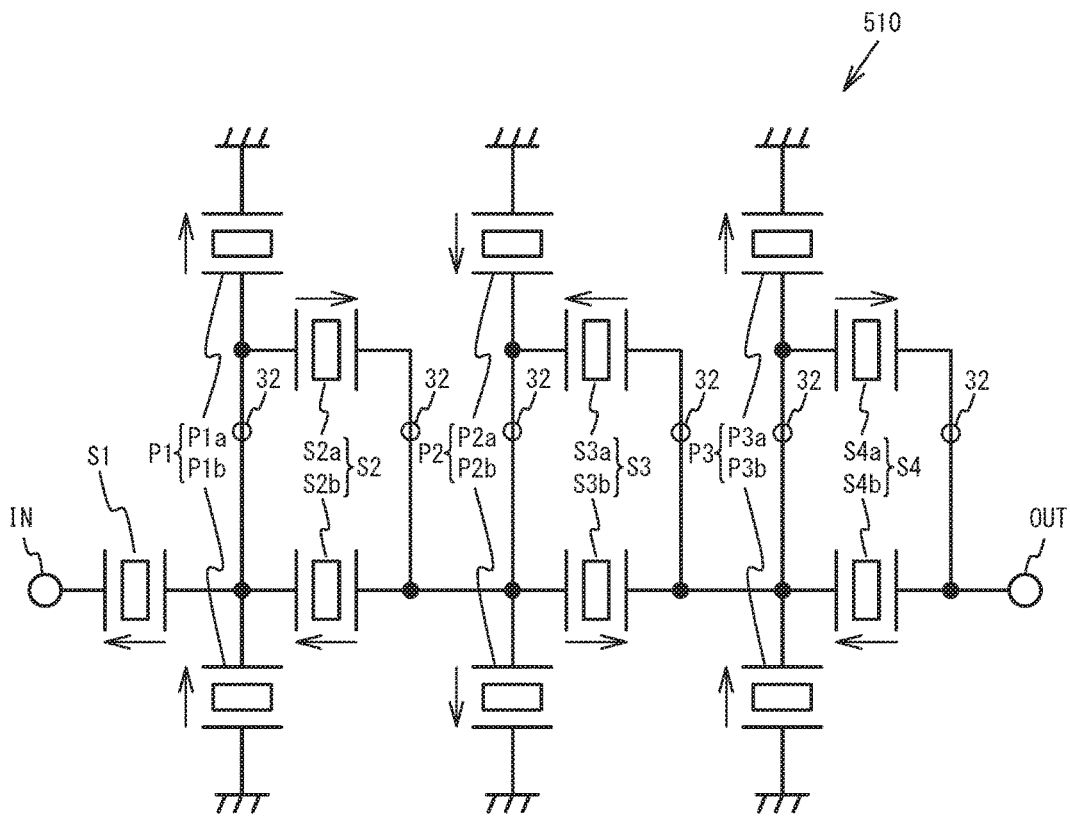 510
32 32 32 32 32 32
P1{P1a S2a}S2 P2{P2a S3a}S3 P3{P3a S4a}S4
S1 P1b S2b P2b S3b P3b S4b
IN OUT